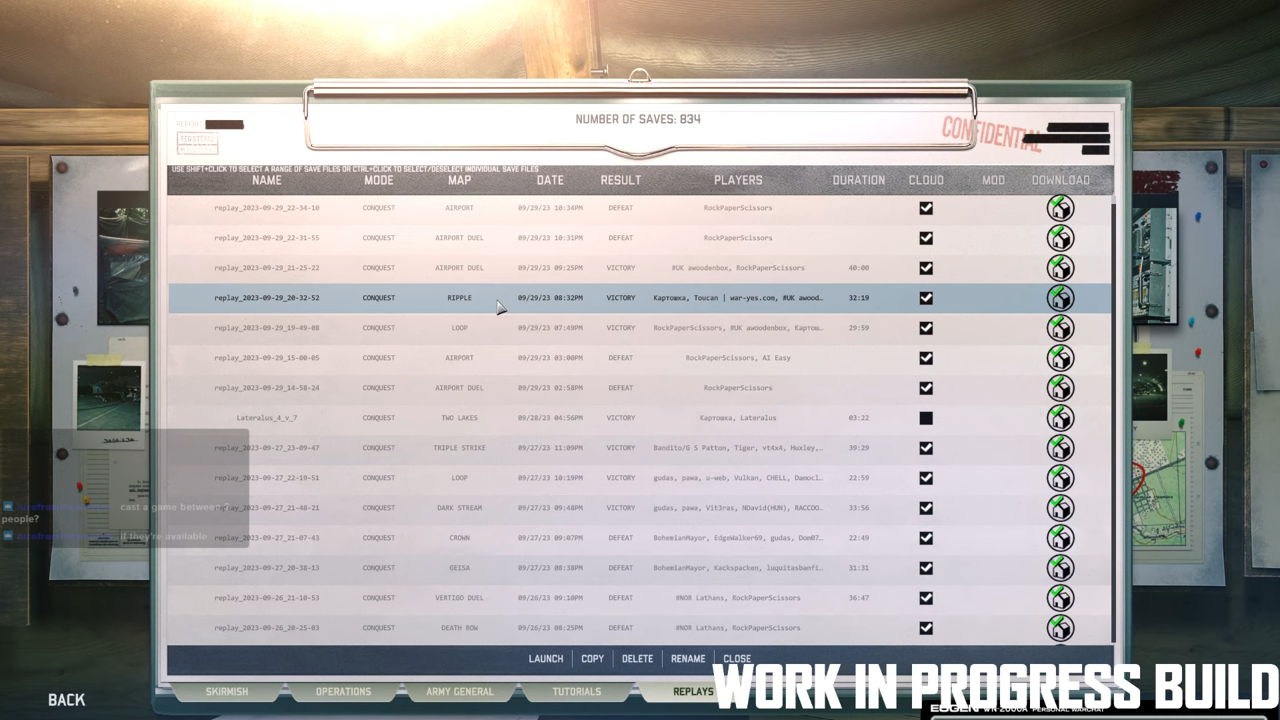 NUMBER OF SAVES: 834
CONFIDENTIAL
USE SHIFT+CLICK TO SELECT A RANGE OF SAVE FILES OR CTRL+CLICK TO SELECT/DESELECT INDIVIDUAL SAVE FILES
NAME MODE MAP DATE RESULT PLAYERS DURATION CLOUD MOD DOWNLOAD
replay_2023-09-29_22-34-10 CONQUEST AIRPORT 09/29/23 10:34PM DEFEAT RockPaperScissors
replay_2023-09-29_22-31-55 CONQUEST AIRPORT DUEL 09/29/23 10:31PM DEFEAT RockPaperScissors
replay_2023-09-29_21-25-22 CONQUEST AIRPORT DUEL 09/29/23 09:25PM VICTORY #UK awoodenbox, RockPaperScissors 40:00
replay_2023-09-29_20-32-52 CONQUEST RIPPLE 09/29/23 08:32PM VICTORY Картошка, Toucan | war-yes.com, #UK awood… 32:19
replay_2023-09-29_19-49-08 CONQUEST LOOP 09/29/23 07:49PM VICTORY RockPaperScissors, #UK awoodenbox, Картош… 29:59
replay_2023-09-29_15-00-05 CONQUEST AIRPORT 09/29/23 03:00PM DEFEAT RockPaperScissors, AI Easy
replay_2023-09-29_14-58-24 CONQUEST AIRPORT DUEL 09/29/23 02:58PM DEFEAT RockPaperScissors
Lateralus_4_v_7 CONQUEST TWO LAKES 09/28/23 04:56PM VICTORY Картошка, Lateralus 03:22
replay_2023-09-27_23-09-47 CONQUEST TRIPLE STRIKE 09/27/23 11:09PM VICTORY Bandito/G S Patton, Tiger, vt4x4, Huxley,… 39:29
replay_2023-09-27_22-19-51 CONQUEST LOOP 09/27/23 10:19PM VICTORY gudas, pawa, u-web, Vulkan, CHELL, Damocl… 22:59
replay_2023-09-27_21-48-21 CONQUEST DARK STREAM 09/27/23 09:48PM VICTORY gudas, pawa, Vit3ras, NDavid(HUN), RACCOO… 33:56
cast a game between 2
people?
if they're available
replay_2023-09-27_21-07-43 CONQUEST CROWN 09/27/23 09:07PM DEFEAT BohemianMayor, EdgeWalker69, gudas, Dom07… 22:49
replay_2023-09-27_20-38-13 CONQUEST GEISA 09/27/23 08:38PM DEFEAT BohemianMayor, Kackspacken, luquitasbanfi… 31:31
replay_2023-09-26_21-10-53 CONQUEST VERTIGO DUEL 09/26/23 09:10PM DEFEAT #NOR Lathans, RockPaperScissors 36:47
replay_2023-09-26_20-25-03 CONQUEST DEATH ROW 09/26/23 08:25PM DEFEAT #NOR Lathans, RockPaperScissors
LAUNCH COPY DELETE RENAME CLOSE
SKIRMISH OPERATIONS ARMY GENERAL TUTORIALS REPLAYS
WORK IN PROGRESS BUILD
BACK
EUGEN WR-2000A PERSONAL WARCHAT